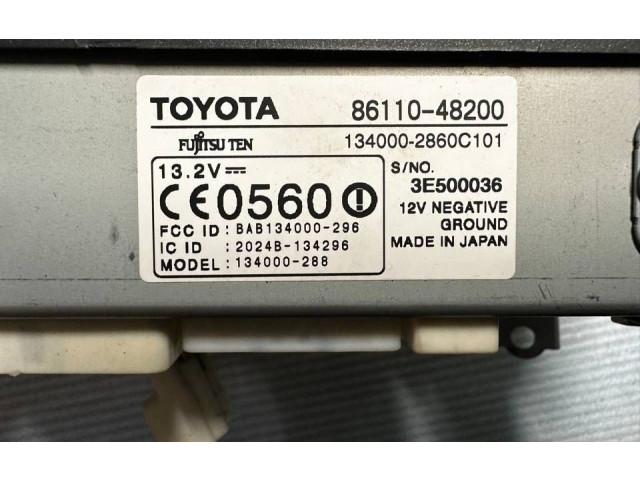 TOYOTA 86110-48200
FUJITSU TEN 134000-2860C101
13.2V S/NO.
3E500036
CE0560
12V NEGATIVE
GROUND
MADE IN JAPAN
FCC ID : BAB134000-296
IC ID : 2024B-134296
MODEL : 134000-288